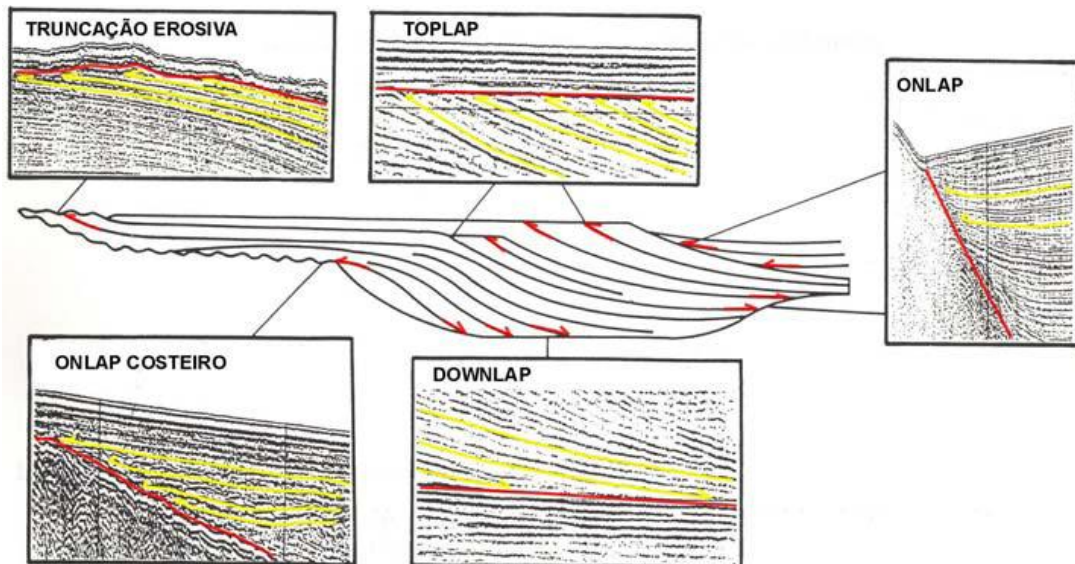 TRUNCAÇÃO EROSIVA
TOPLAP
ONLAP
ONLAP COSTEIRO
DOWNLAP